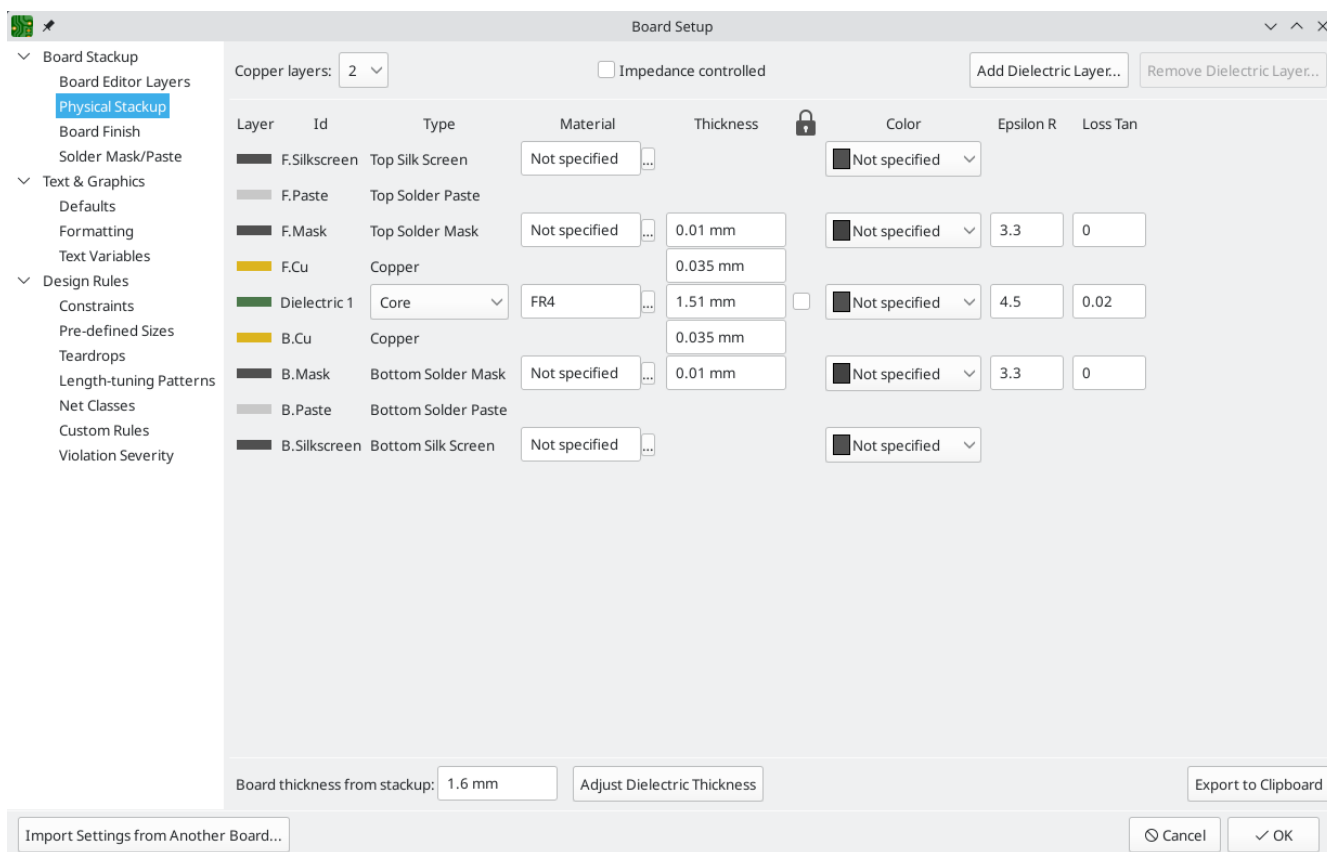 Board Setup
Board Stackup
Board Editor Layers
Physical Stackup
Board Finish
Solder Mask/Paste
Text & Graphics
Defaults
Formatting
Text Variables
Design Rules
Constraints
Pre-defined Sizes
Teardrops
Length-tuning Patterns
Net Classes
Custom Rules
Violation Severity
Copper layers: 2 Impedance controlled Add Dielectric Layer... Remove Dielectric Layer...
Layer Id Type Material Thickness Color Epsilon R Loss Tan
F.Silkscreen Top Silk Screen Not specified ... Not specified
F.Paste Top Solder Paste
F.Mask Top Solder Mask Not specified ... 0.01 mm Not specified 3.3 0
F.Cu Copper 0.035 mm
Dielectric 1 Core FR4 ... 1.51 mm Not specified 4.5 0.02
B.Cu Copper 0.035 mm
B.Mask Bottom Solder Mask Not specified ... 0.01 mm Not specified 3.3 0
B.Paste Bottom Solder Paste
B.Silkscreen Bottom Silk Screen Not specified ... Not specified
Board thickness from stackup: 1.6 mm Adjust Dielectric Thickness Export to Clipboard
Import Settings from Another Board... Cancel OK